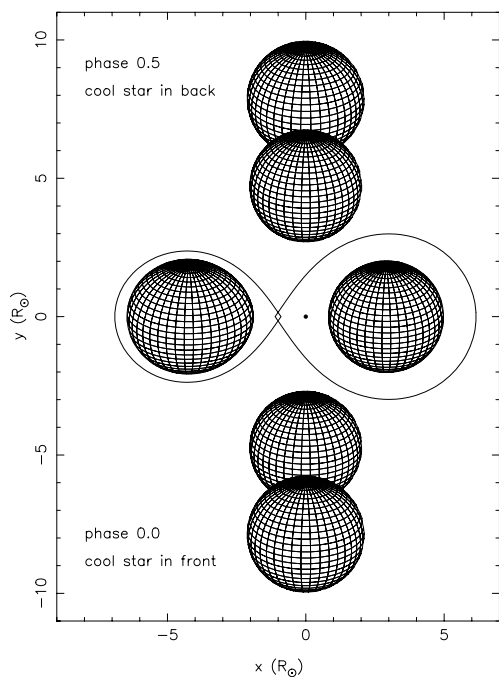 10
phase 0.5
cool star in back
5
y (R☉)
0
−5
phase 0.0
cool star in front
−10
−5
0
5
x (R☉)